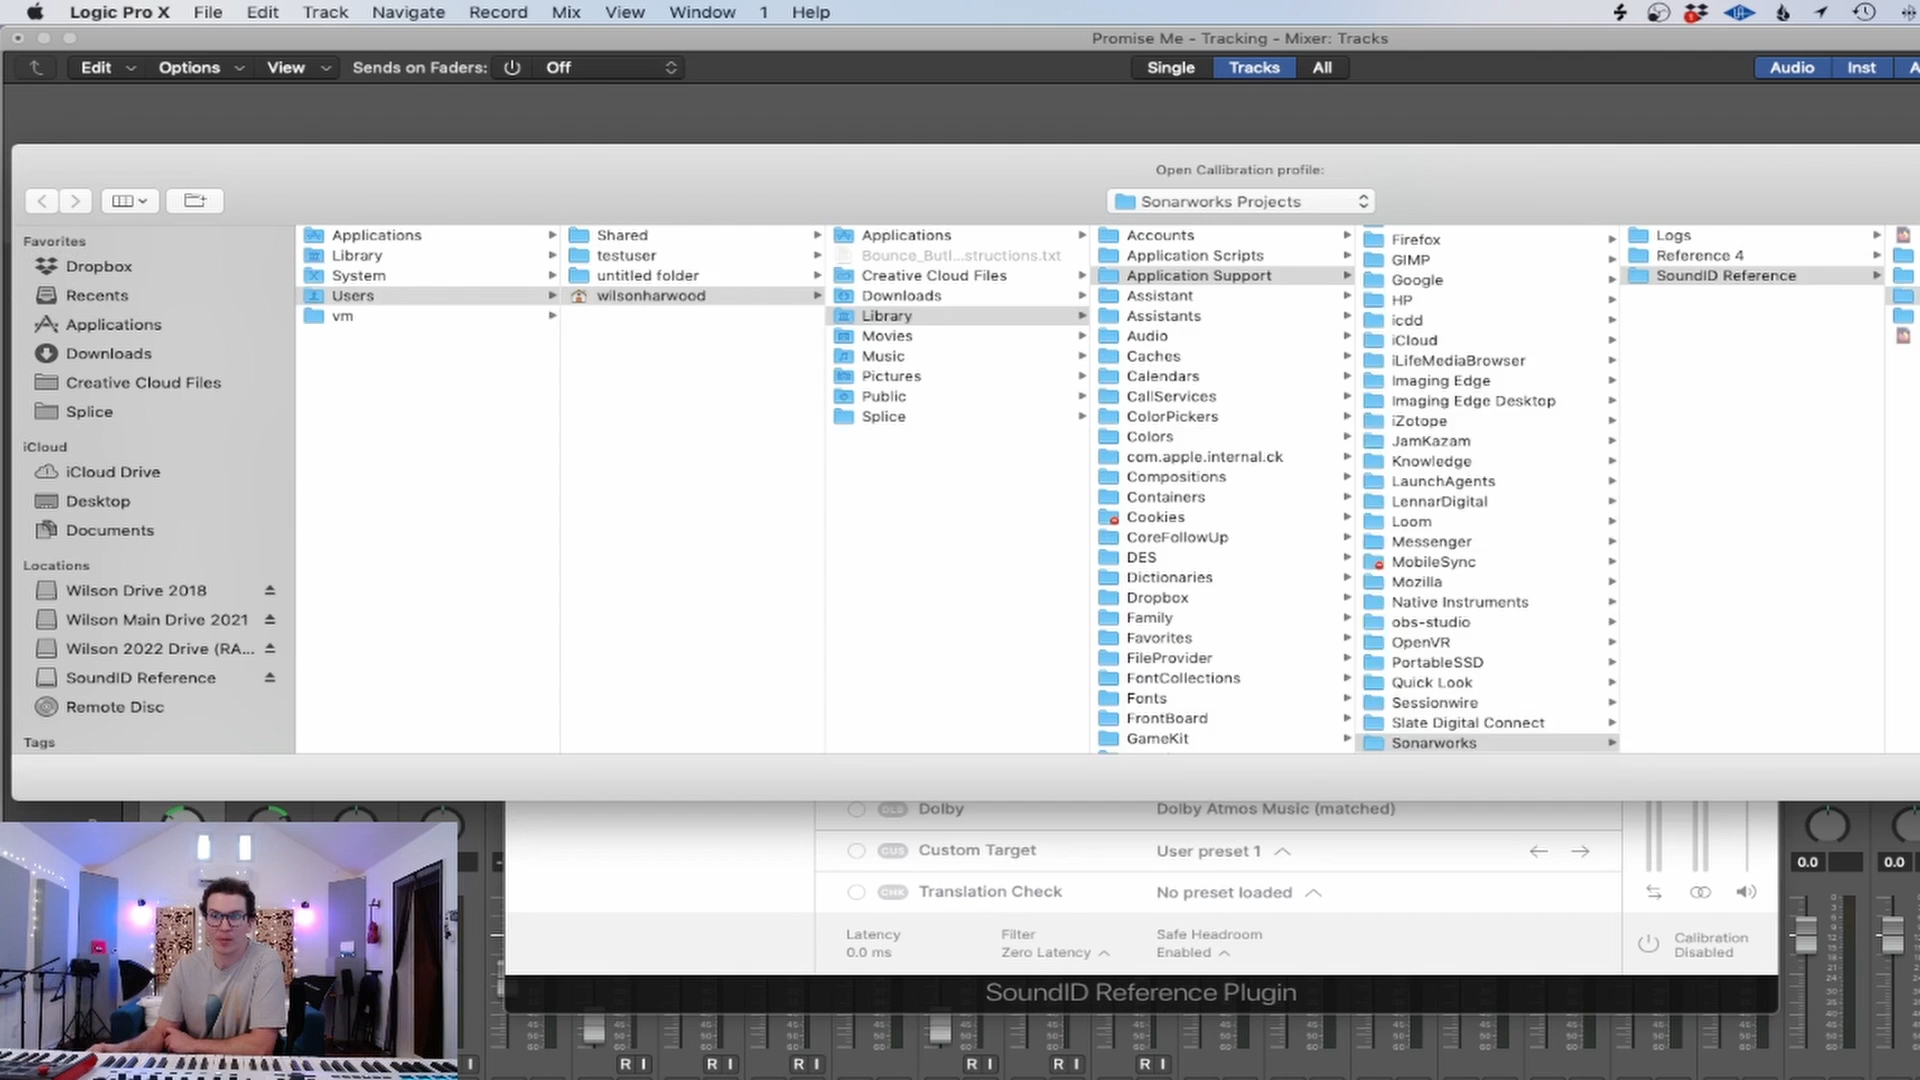 Logic Pro X File Edit Track Navigate Record Mix View Window 1 Help
Promise Me - Tracking - Mixer: Tracks
Edit Options View Sends on Faders: Off Single Tracks All Audio Inst A
Open Callibration profile:
Sonarworks Projects
Favorites
Dropbox
Recents
Applications
Downloads
Creative Cloud Files
Splice
iCloud
iCloud Drive
Desktop
Documents
Locations
Wilson Drive 2018
Wilson Main Drive 2021
Wilson 2022 Drive (RA...
SoundID Reference
Remote Disc
Tags
Applications
Library
System
Users
vm
Shared
testuser
untitled folder
wilsonharwood
Applications
Bounce_Butl...structions.txt
Creative Cloud Files
Downloads
Library
Movies
Music
Pictures
Public
Splice
Accounts
Application Scripts
Application Support
Assistant
Assistants
Audio
Caches
Calendars
CallServices
ColorPickers
Colors
com.apple.internal.ck
Compositions
Containers
Cookies
CoreFollowUp
DES
Dictionaries
Dropbox
Family
Favorites
FileProvider
FontCollections
Fonts
FrontBoard
GameKit
Firefox
GIMP
Google
HP
icdd
iCloud
iLifeMediaBrowser
Imaging Edge
Imaging Edge Desktop
iZotope
JamKazam
Knowledge
LaunchAgents
LennarDigital
Loom
Messenger
MobileSync
Mozilla
Native Instruments
obs-studio
OpenVR
PortableSSD
Quick Look
Sessionwire
Slate Digital Connect
Sonarworks
Logs
Reference 4
SoundID Reference
DLB Dolby Dolby Atmos Music (matched)
CUS Custom Target User preset 1
CHK Translation Check No preset loaded
Latency Filter Safe Headroom
0.0 ms Zero Latency Enabled
Calibration
Disabled
SoundID Reference Plugin
0.0 0.0
R I R I R I R I R I R I